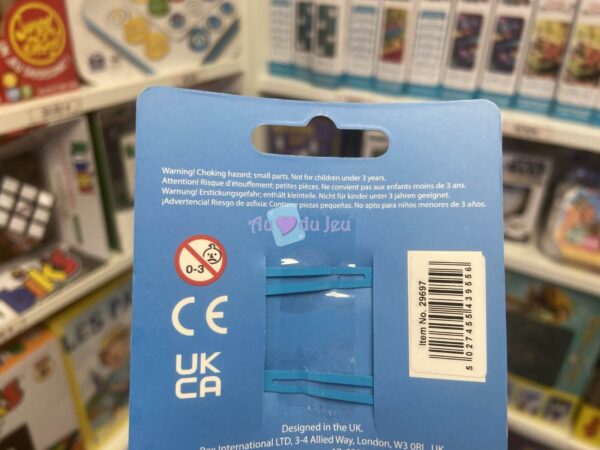 Warning! Choking hazard; small parts. Not for children under 3 years.
Attention! Risque d'étouffement; petites pièces. Ne convient pas aux enfants moins de 3 ans.
Warnung! Erstickungsgefahr; enthält kleinteile. Nicht für kinder unter 3 jahren geeignet.
¡Advertencia! Riesgo de asfixia; Contiene piezas pequeñas. No apto para niños menores de 3 años.
Au du Jeu
0-3
CE
UK
CA
Item No. 29697
5 027455 439556
Designed in the UK.
International LTD, 3-4 Allied Way, London, W3 0RL, UK
LES